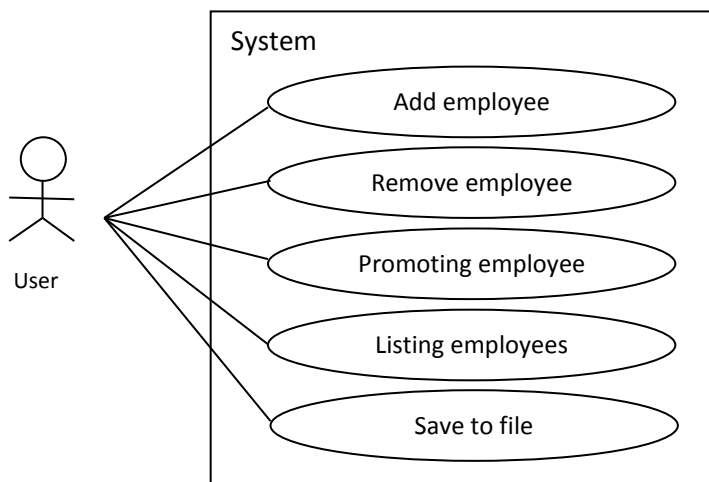 System
Add employee
Remove employee
Promoting employee
User
Listing employees
Save to file